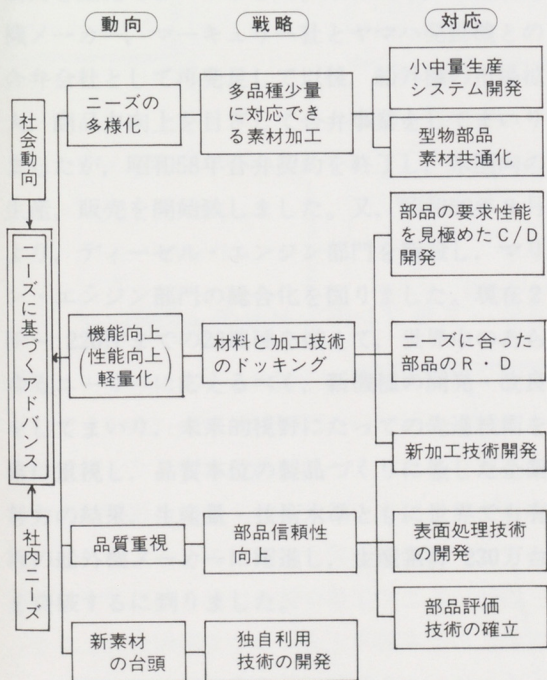 動向
戦略
対応
社会動向
ニーズに基づくアドバンス
社内ニーズ
ニーズの
多様化
多品種少量
に対応でき
る素材加工
小中量生産
システム開発
型物部品
素材共通化
部品の要求性能
を見極めたC/D
開発
機能向上
(性能向上)
軽量化
材料と加工技術
のドッキング
ニーズに合った
部品のR・D
新加工技術開発
品質重視
部品信頼性
向上
表面処理技術
の開発
部品評価
技術の確立
新素材
の台頭
独自利用
技術の開発